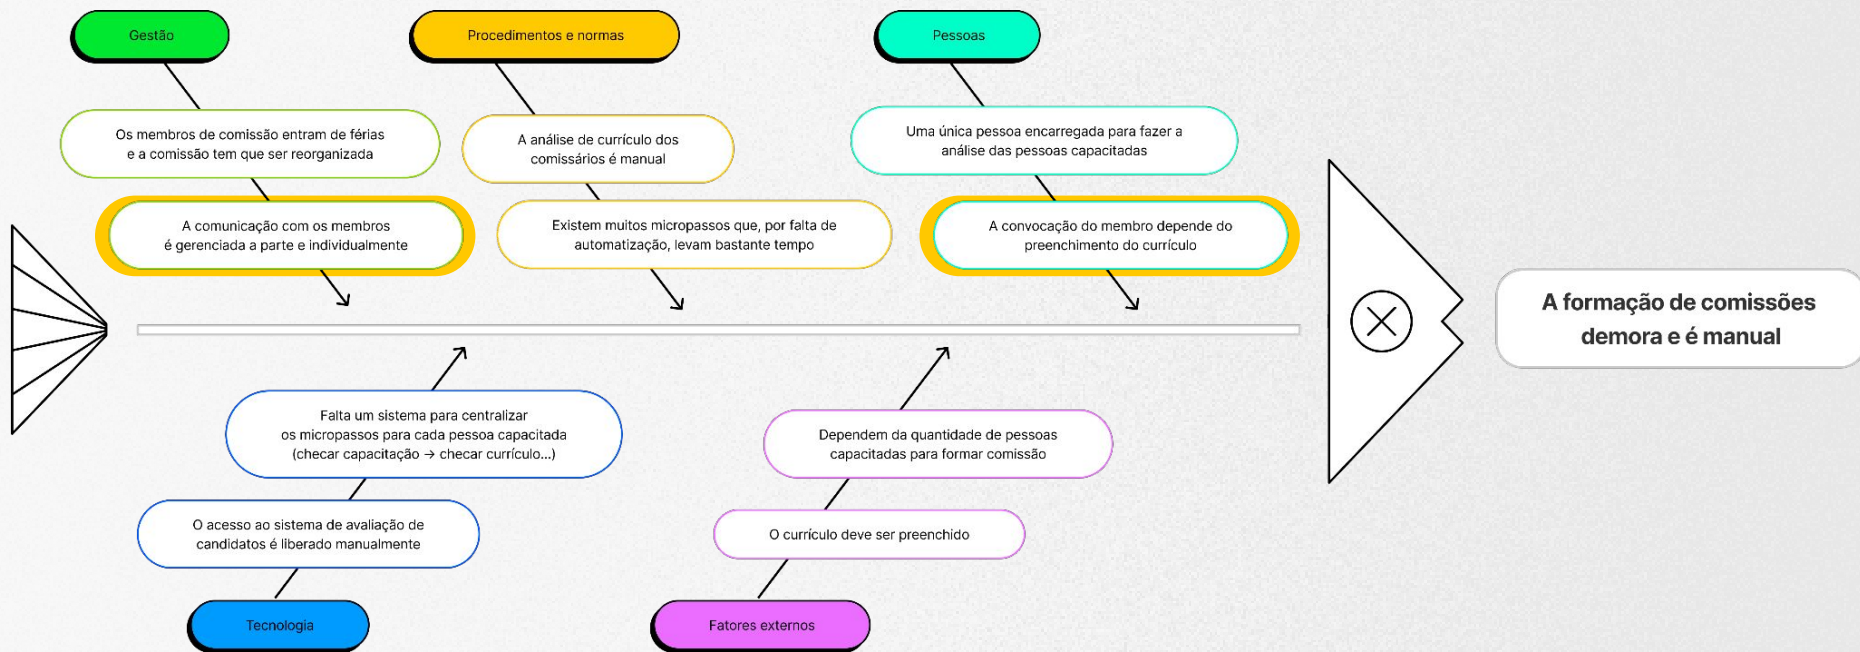 Gestão
Procedimentos e normas
Pessoas
Os membros de comissão entram de férias
e a comissão tem que ser reorganizada
A análise de currículo dos
comissários é manual
Uma única pessoa encarregada para fazer a
análise das pessoas capacitadas
A comunicação com os membros
é gerenciada a parte e individualmente
Existem muitos micropassos que, por falta de
automatização, levam bastante tempo
A convocação do membro depende do
preenchimento do currículo
A formação de comissões
demora e é manual
Falta um sistema para centralizar
os micropassos para cada pessoa capacitada
(checar capacitação → checar currículo...)
Dependem da quantidade de pessoas
capacitadas para formar comissão
O acesso ao sistema de avaliação de
candidatos é liberado manualmente
O currículo deve ser preenchido
Tecnologia
Fatores externos